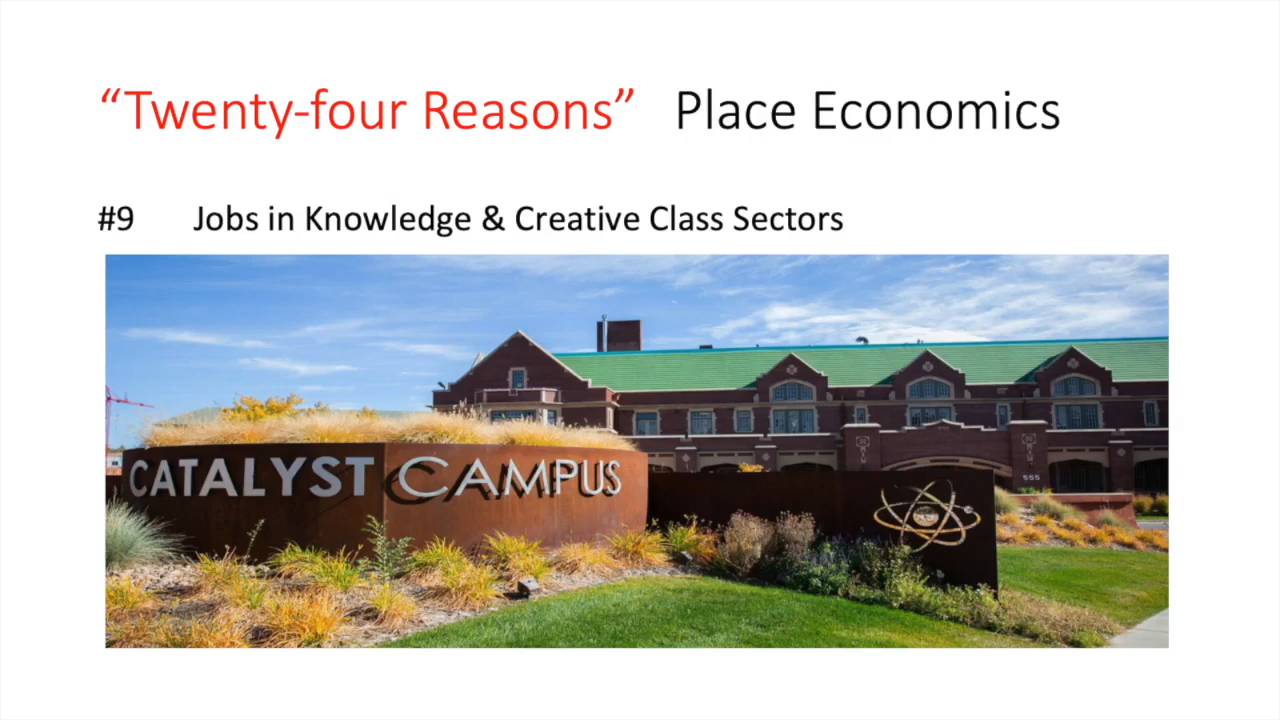 “Twenty-four Reasons” Place Economics
#9 Jobs in Knowledge & Creative Class Sectors
CATALYST CAMPUS
555